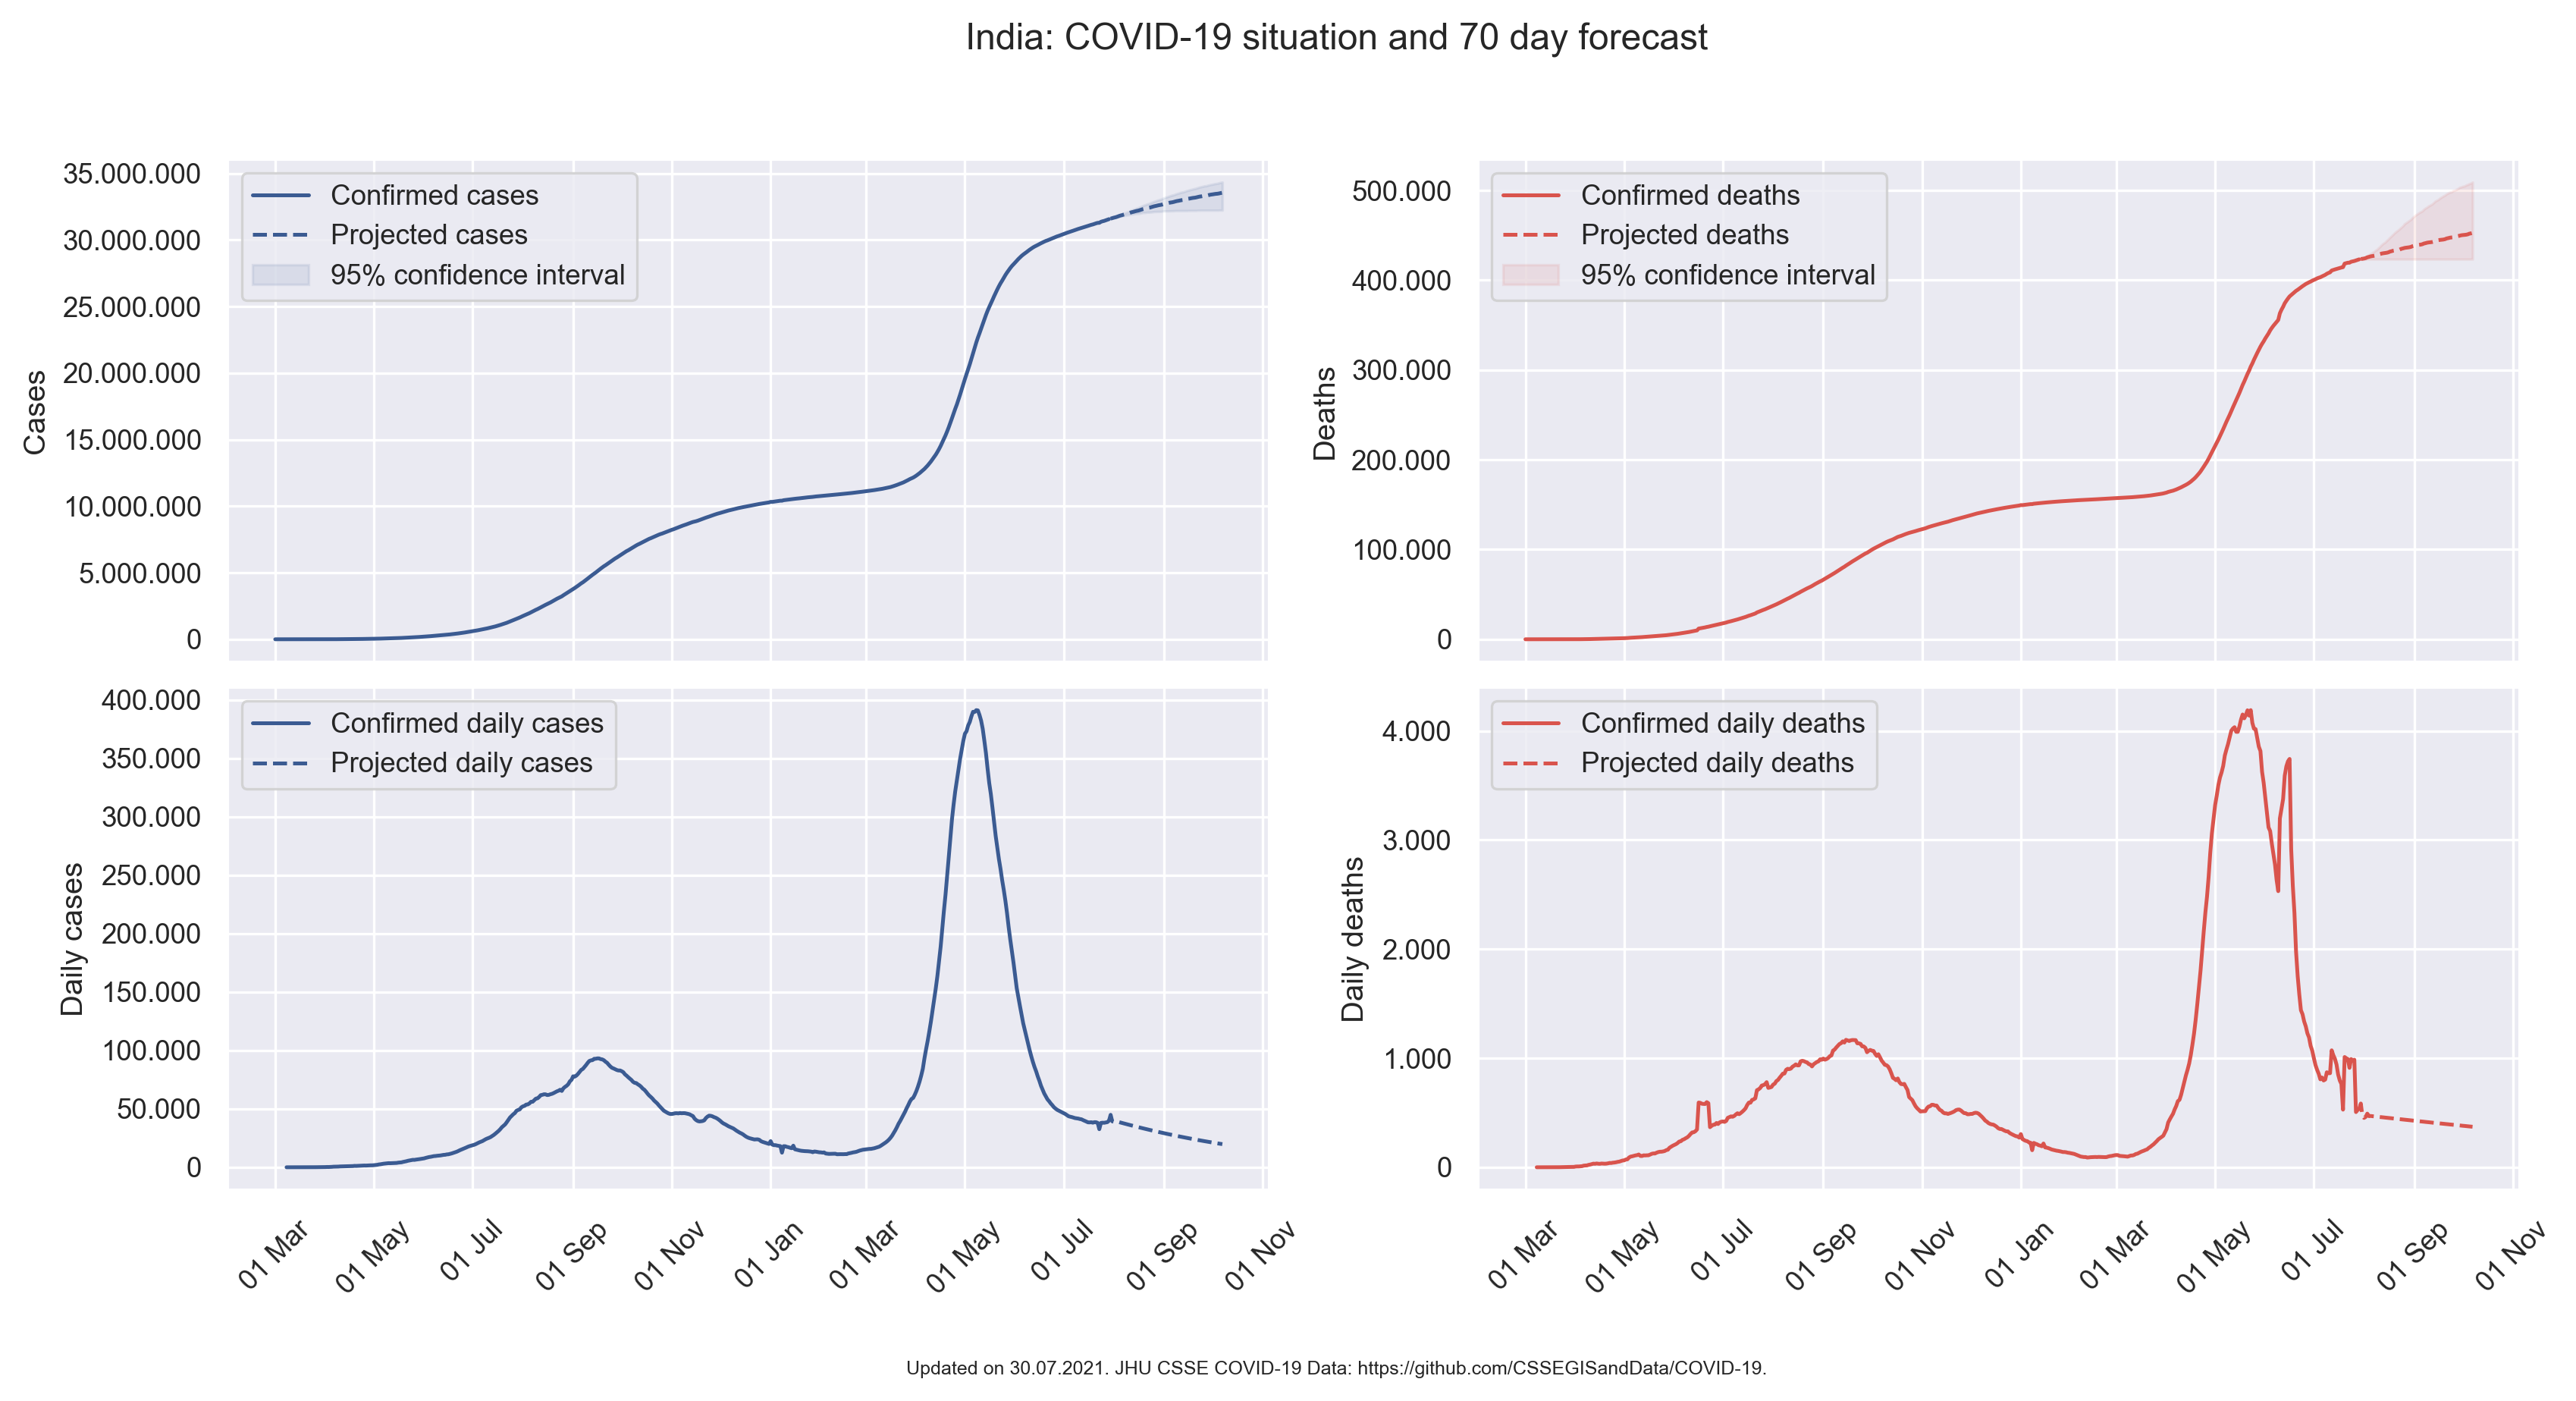 India: COVID-19 situation and 70 day forecast
35.000.000
30.000.000
25.000.000
20.000.000
15.000.000
10.000.000
5.000.000
0
Cases
Confirmed cases
Projected cases
95% confidence interval
500.000
400.000
300.000
200.000
100.000
0
Deaths
Confirmed deaths
Projected deaths
95% confidence interval
400.000
350.000
300.000
250.000
200.000
150.000
100.000
50.000
0
Daily cases
Confirmed daily cases
Projected daily cases
01 Mar
01 May
01 Jul
01 Sep
01 Nov
01 Jan
01 Mar
01 May
01 Jul
01 Sep
01 Nov
4.000
3.000
2.000
1.000
0
Daily deaths
Confirmed daily deaths
Projected daily deaths
01 Mar
01 May
01 Jul
01 Sep
01 Nov
01 Jan
01 Mar
01 May
01 Jul
01 Sep
01 Nov
Updated on 30.07.2021. JHU CSSE COVID-19 Data: https://github.com/CSSEGISandData/COVID-19.